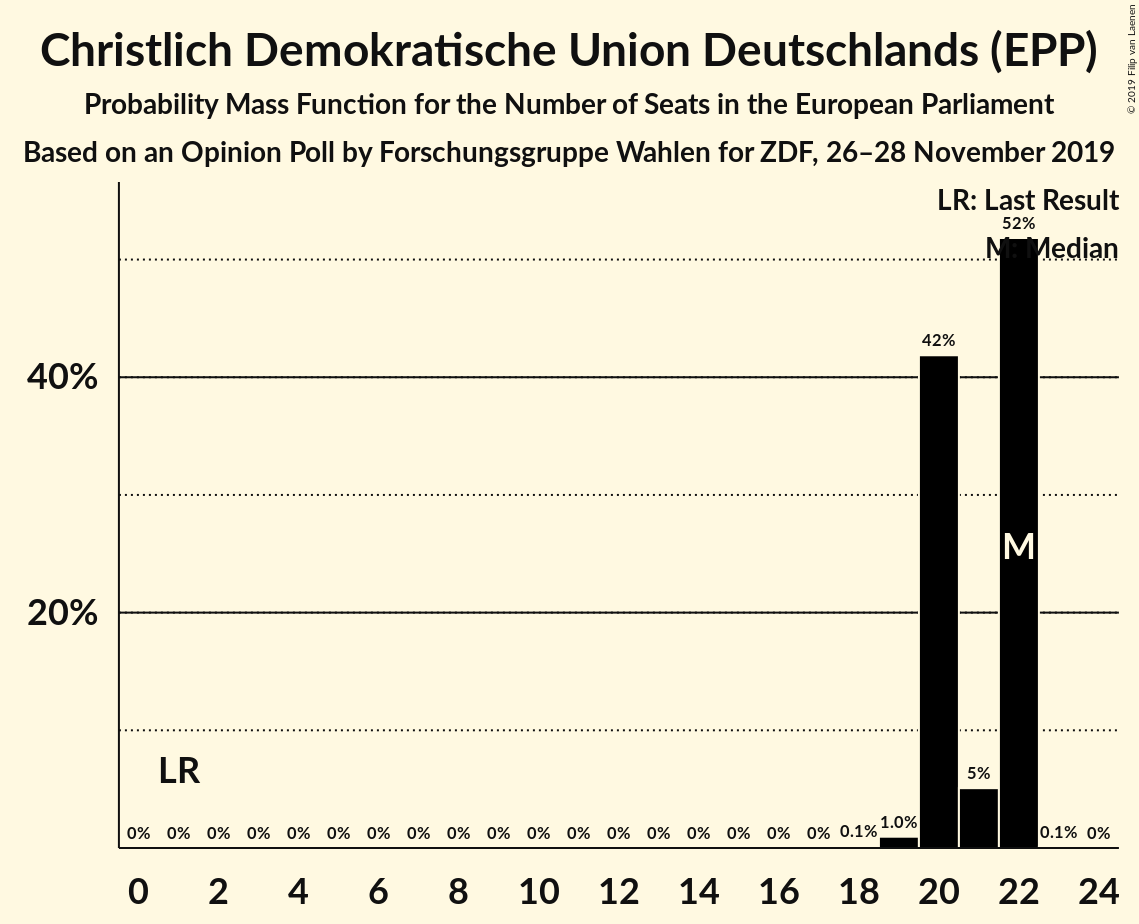 Christlich Demokratische Union Deutschlands (EPP)
Probability Mass Function for the Number of Seats in the European Parliament
Based on an Opinion Poll by Forschungsgruppe Wahlen for ZDF, 26–28 November 2019
© 2019 Filip van Laenen
LR: Last Result
52%
M: Median
42%
40%
M
20%
LR
5%
0% 0% 0% 0% 0% 0% 0% 0% 0% 0% 0% 0% 0% 0% 0% 0% 0% 0% 0.1% 1.0% 0.1% 0%
0 2 4 6 8 10 12 14 16 18 20 22 24